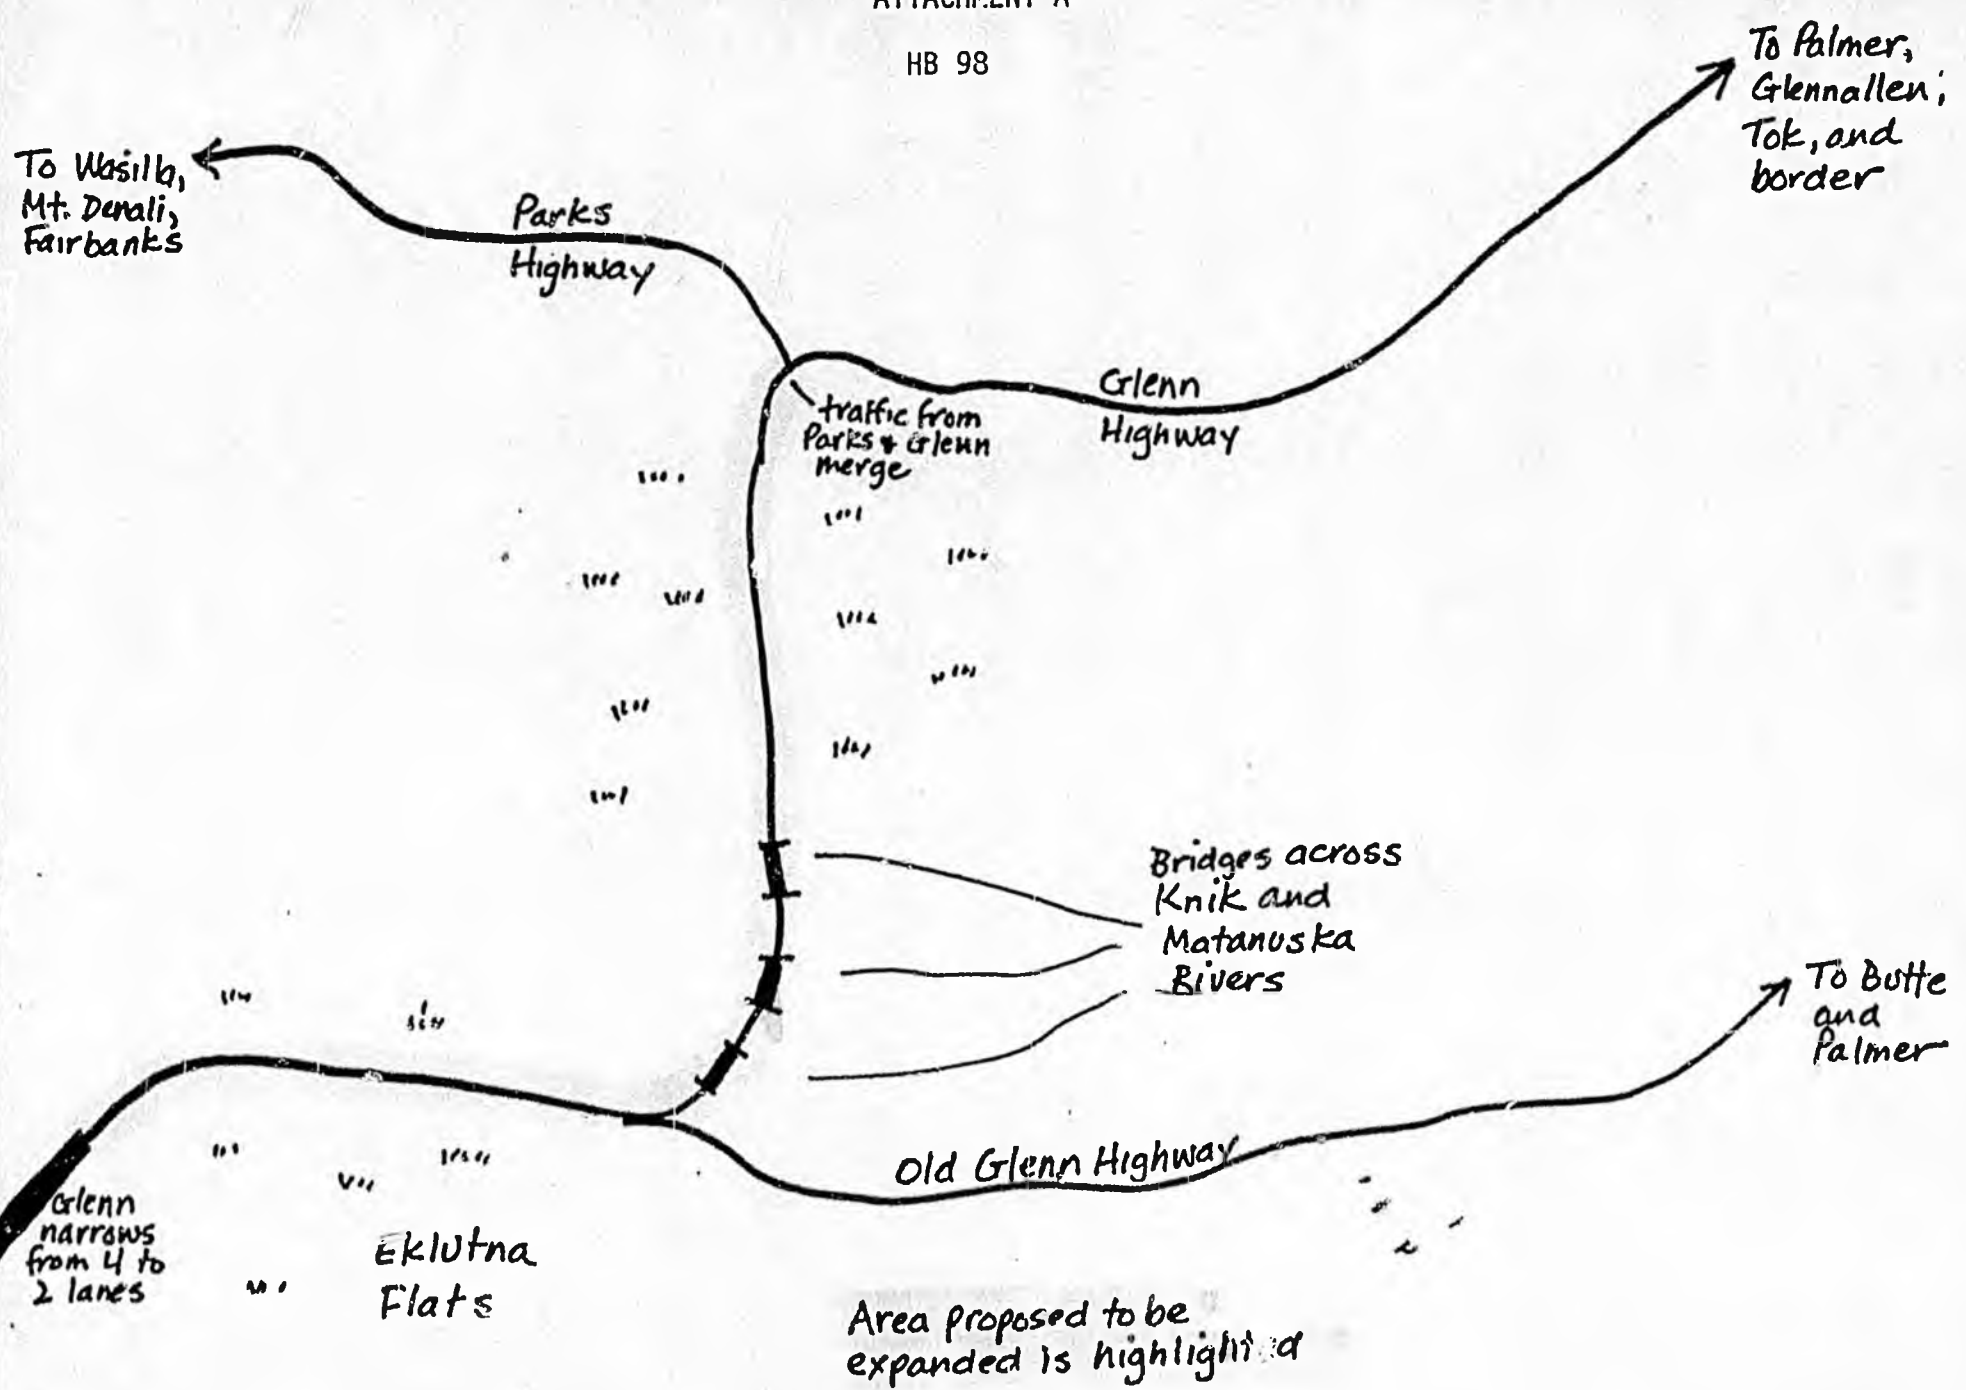 ATTACHMENT A
HB 98
To Palmer,
Glennallen,
Tok, and
border
To Wasilla,
Mt. Denali,
Fairbanks
Parks
Highway
Glenn
Highway
traffic from
Parks & Glenn
merge
Bridges across
Knik and
Matanuska
Rivers
To Butte
and
Palmer
Old Glenn Highway
Glenn
narrows
from 4 to
2 lanes
Eklutna
Flats
Area proposed to be
expanded is highlighted